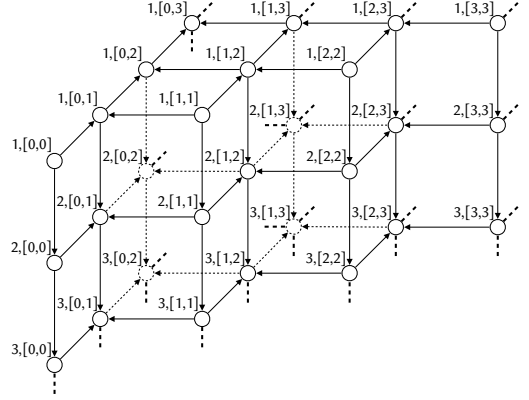 1,[0,3] 1,[1,3] 1,[2,3] 1,[3,3]
1,[0,2] 1,[1,2] 1,[2,2]
1,[0,1] 1,[1,1]
2,[1,3] 2,[2,3] 2,[3,3]
1,[0,0]
2,[0,2] 2,[1,2] 2,[2,2]
2,[0,1] 2,[1,1]
3,[1,3] 3,[2,3] 3,[3,3]
2,[0,0]
3,[0,2] 3,[1,2] 3,[2,2]
3,[0,1] 3,[1,1]
3,[0,0]